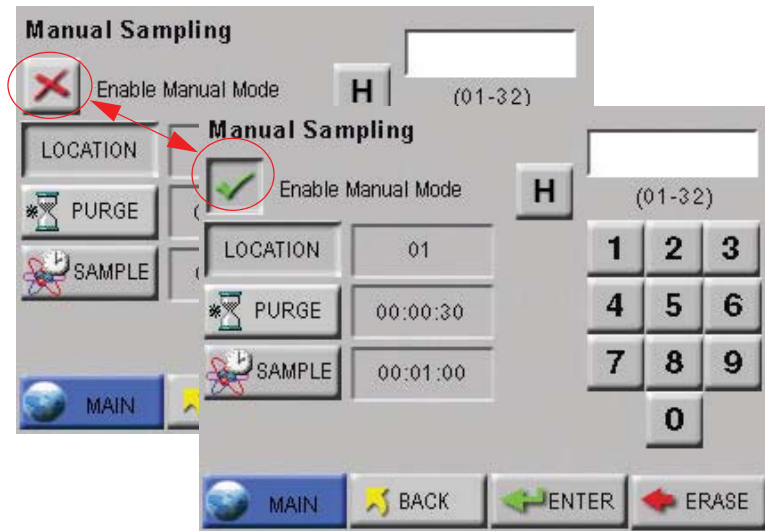 Manual Sampling
Enable Manual Mode
H
(01-32)
LOCATION
PURGE
SAMPLE
MAIN
Manual Sampling
Enable Manual Mode
H
(01-32)
LOCATION 01
1 2 3
PURGE 00:00:30
4 5 6
SAMPLE 00:01:00
7 8 9
0
MAIN BACK ENTER ERASE